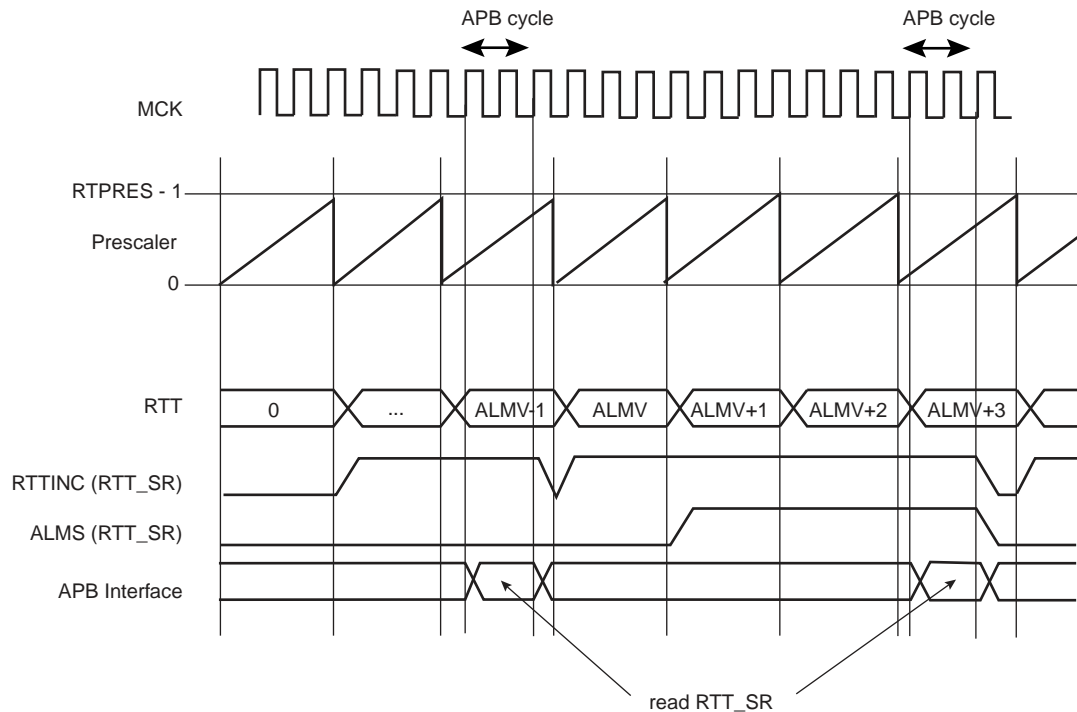 APB cycle
APB cycle
MCK
RTPRES - 1
Prescaler
0
RTT
0
...
ALMV-1
ALMV
ALMV+1
ALMV+2
ALMV+3
RTTINC (RTT_SR)
ALMS (RTT_SR)
APB Interface
read RTT_SR